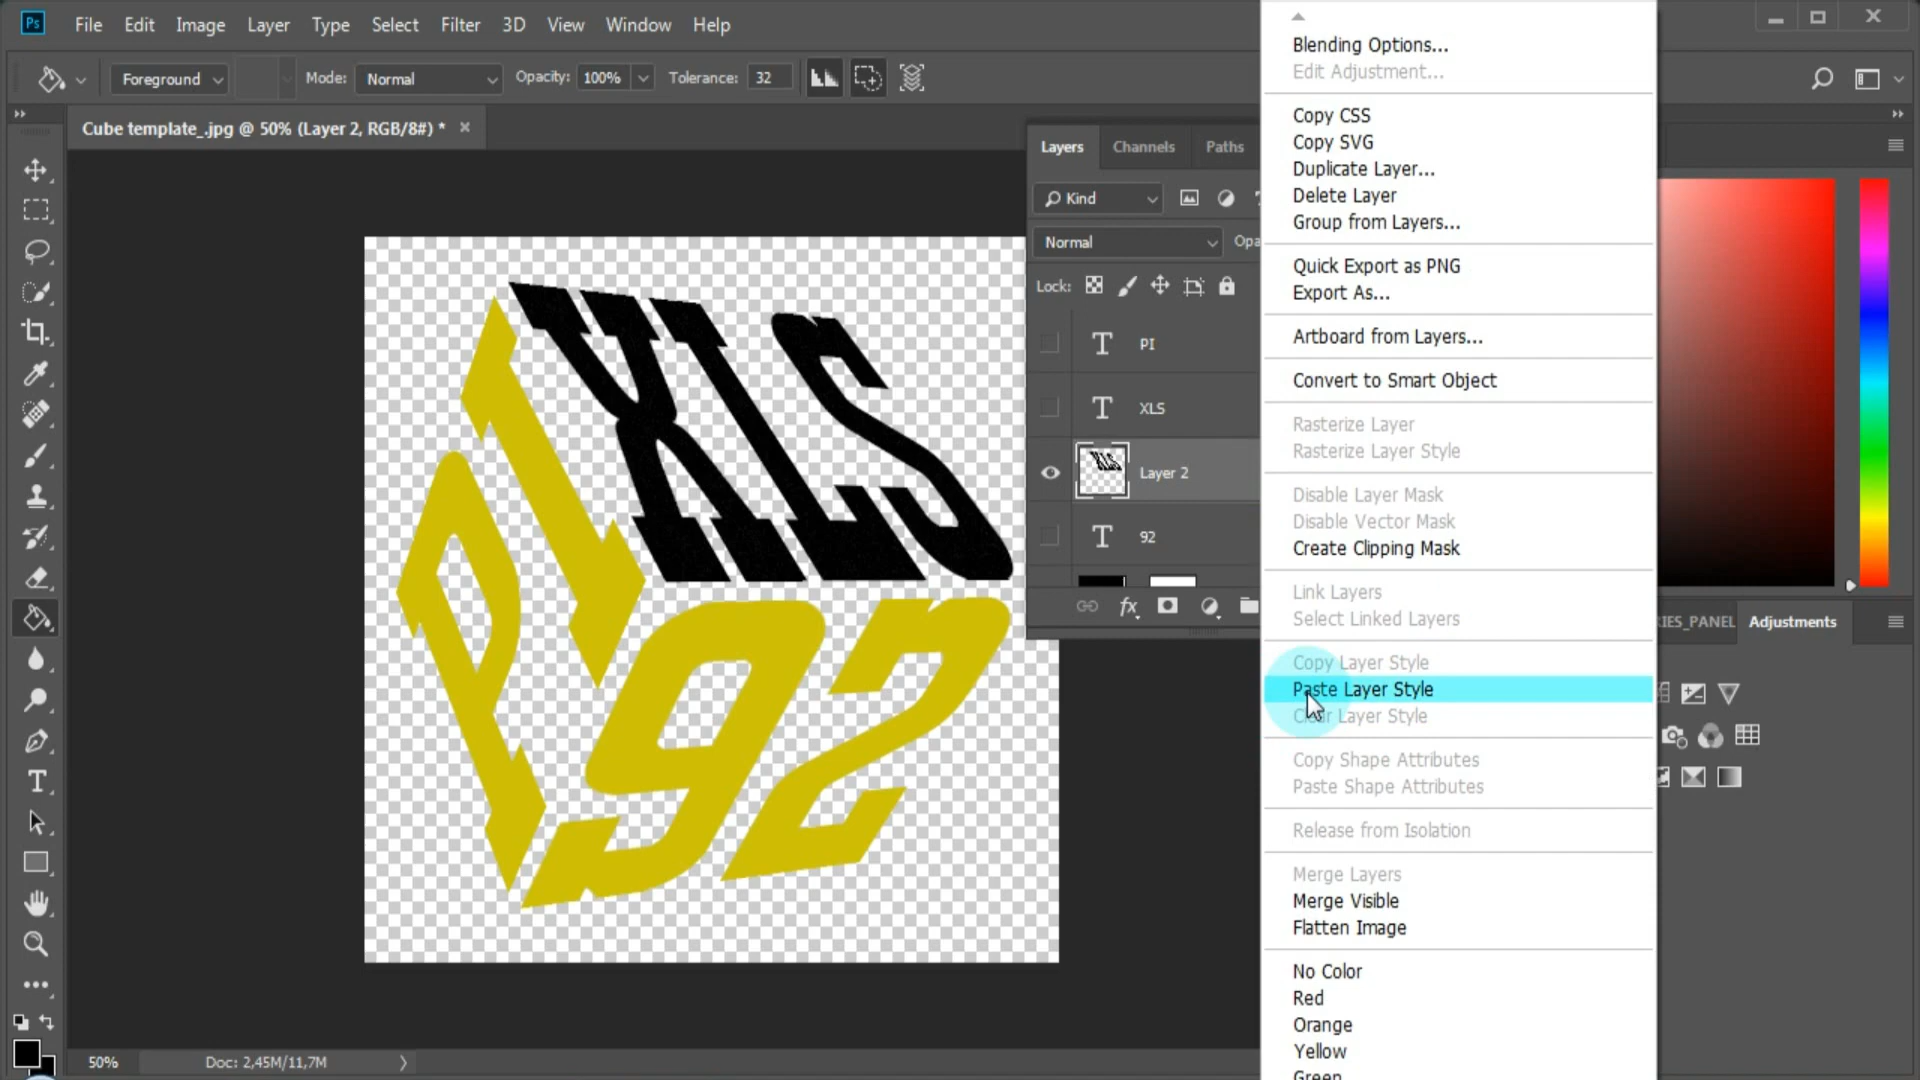 Ps File Edit Image Layer Type Select Filter 3D View Window Help
Foreground Mode: Normal Opacity: 100% Tolerance: 32
Cube template_.jpg @ 50% (Layer 2, RGB/8#) *
PI
XLS
92
Layers Channels Paths
Kind
Normal
Lock:
PI
XLS
Layer 2
92
fx
Blending Options...
Edit Adjustment...
Copy CSS
Copy SVG
Duplicate Layer...
Delete Layer
Group from Layers...
Quick Export as PNG
Export As...
Artboard from Layers...
Convert to Smart Object
Rasterize Layer
Rasterize Layer Style
Disable Layer Mask
Disable Vector Mask
Create Clipping Mask
Link Layers
Select Linked Layers
Copy Layer Style
Paste Layer Style
Clear Layer Style
Copy Shape Attributes
Paste Shape Attributes
Release from Isolation
Merge Layers
Merge Visible
Flatten Image
No Color
Red
Orange
Yellow
Green
Adjustments
50% Doc: 2,45M/11,7M